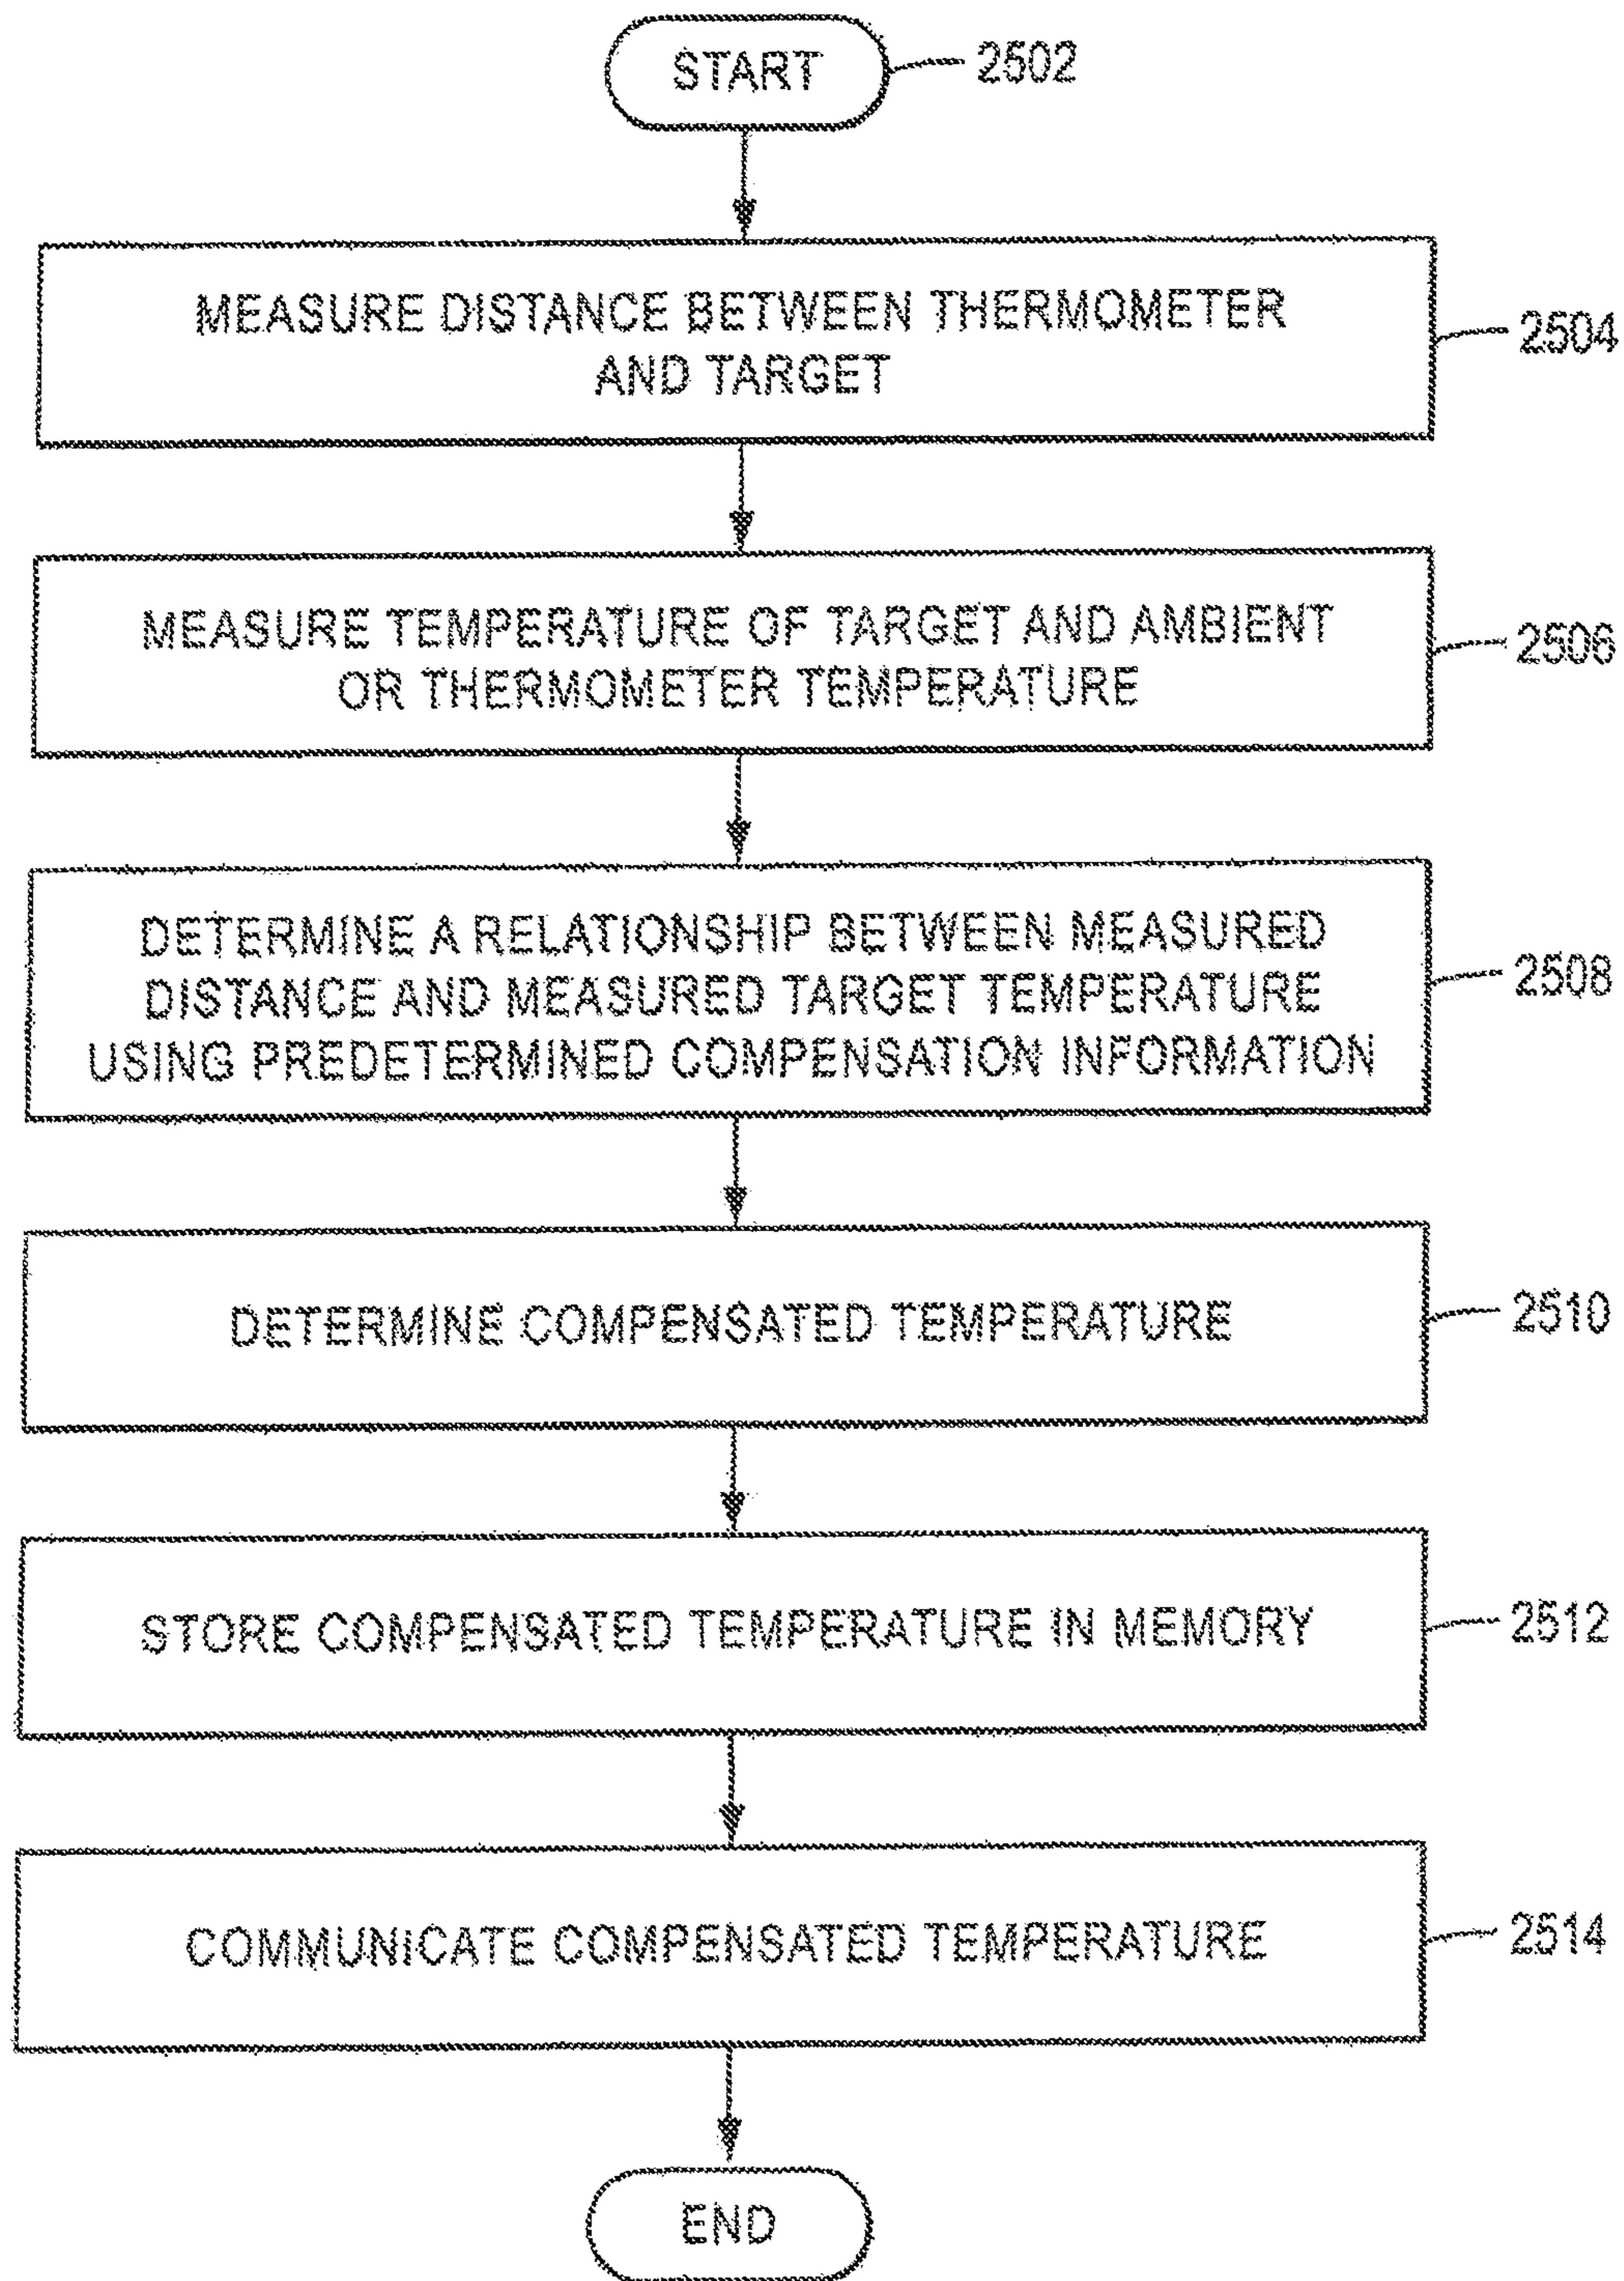 START
2502
MEASURE DISTANCE BETWEEN THERMOMETER
AND TARGET
2504
MEASURE TEMPERATURE OF TARGET AND AMBIENT
OR THERMOMETER TEMPERATURE
2506
DETERMINE A RELATIONSHIP BETWEEN MEASURED
DISTANCE AND MEASURED TARGET TEMPERATURE
USING PREDETERMINED COMPENSATION INFORMATION
2508
DETERMINE COMPENSATED TEMPERATURE
2510
STORE COMPENSATED TEMPERATURE IN MEMORY
2512
COMMUNICATE COMPENSATED TEMPERATURE
2514
END